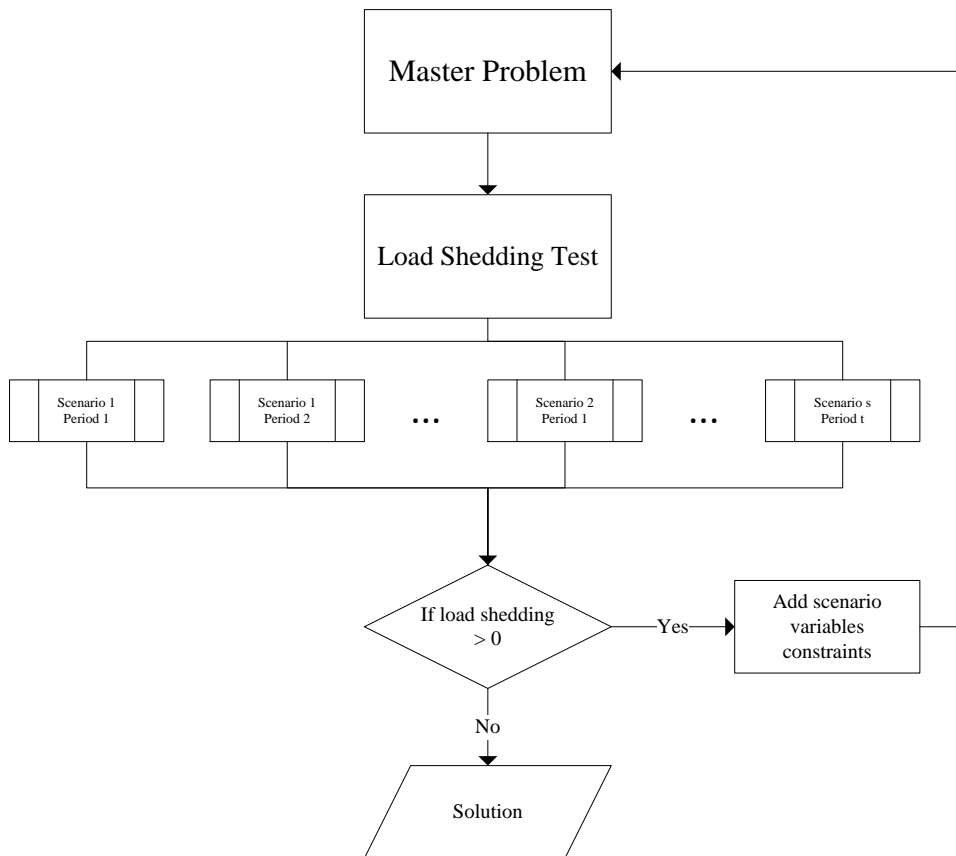 Master Problem
Load Shedding Test
Scenario 1
Period 1
Scenario 1
Period 2
...
Scenario 2
Period 1
...
Scenario s
Period t
If load shedding
> 0
Yes
Add scenario
variables
constraints
No
Solution